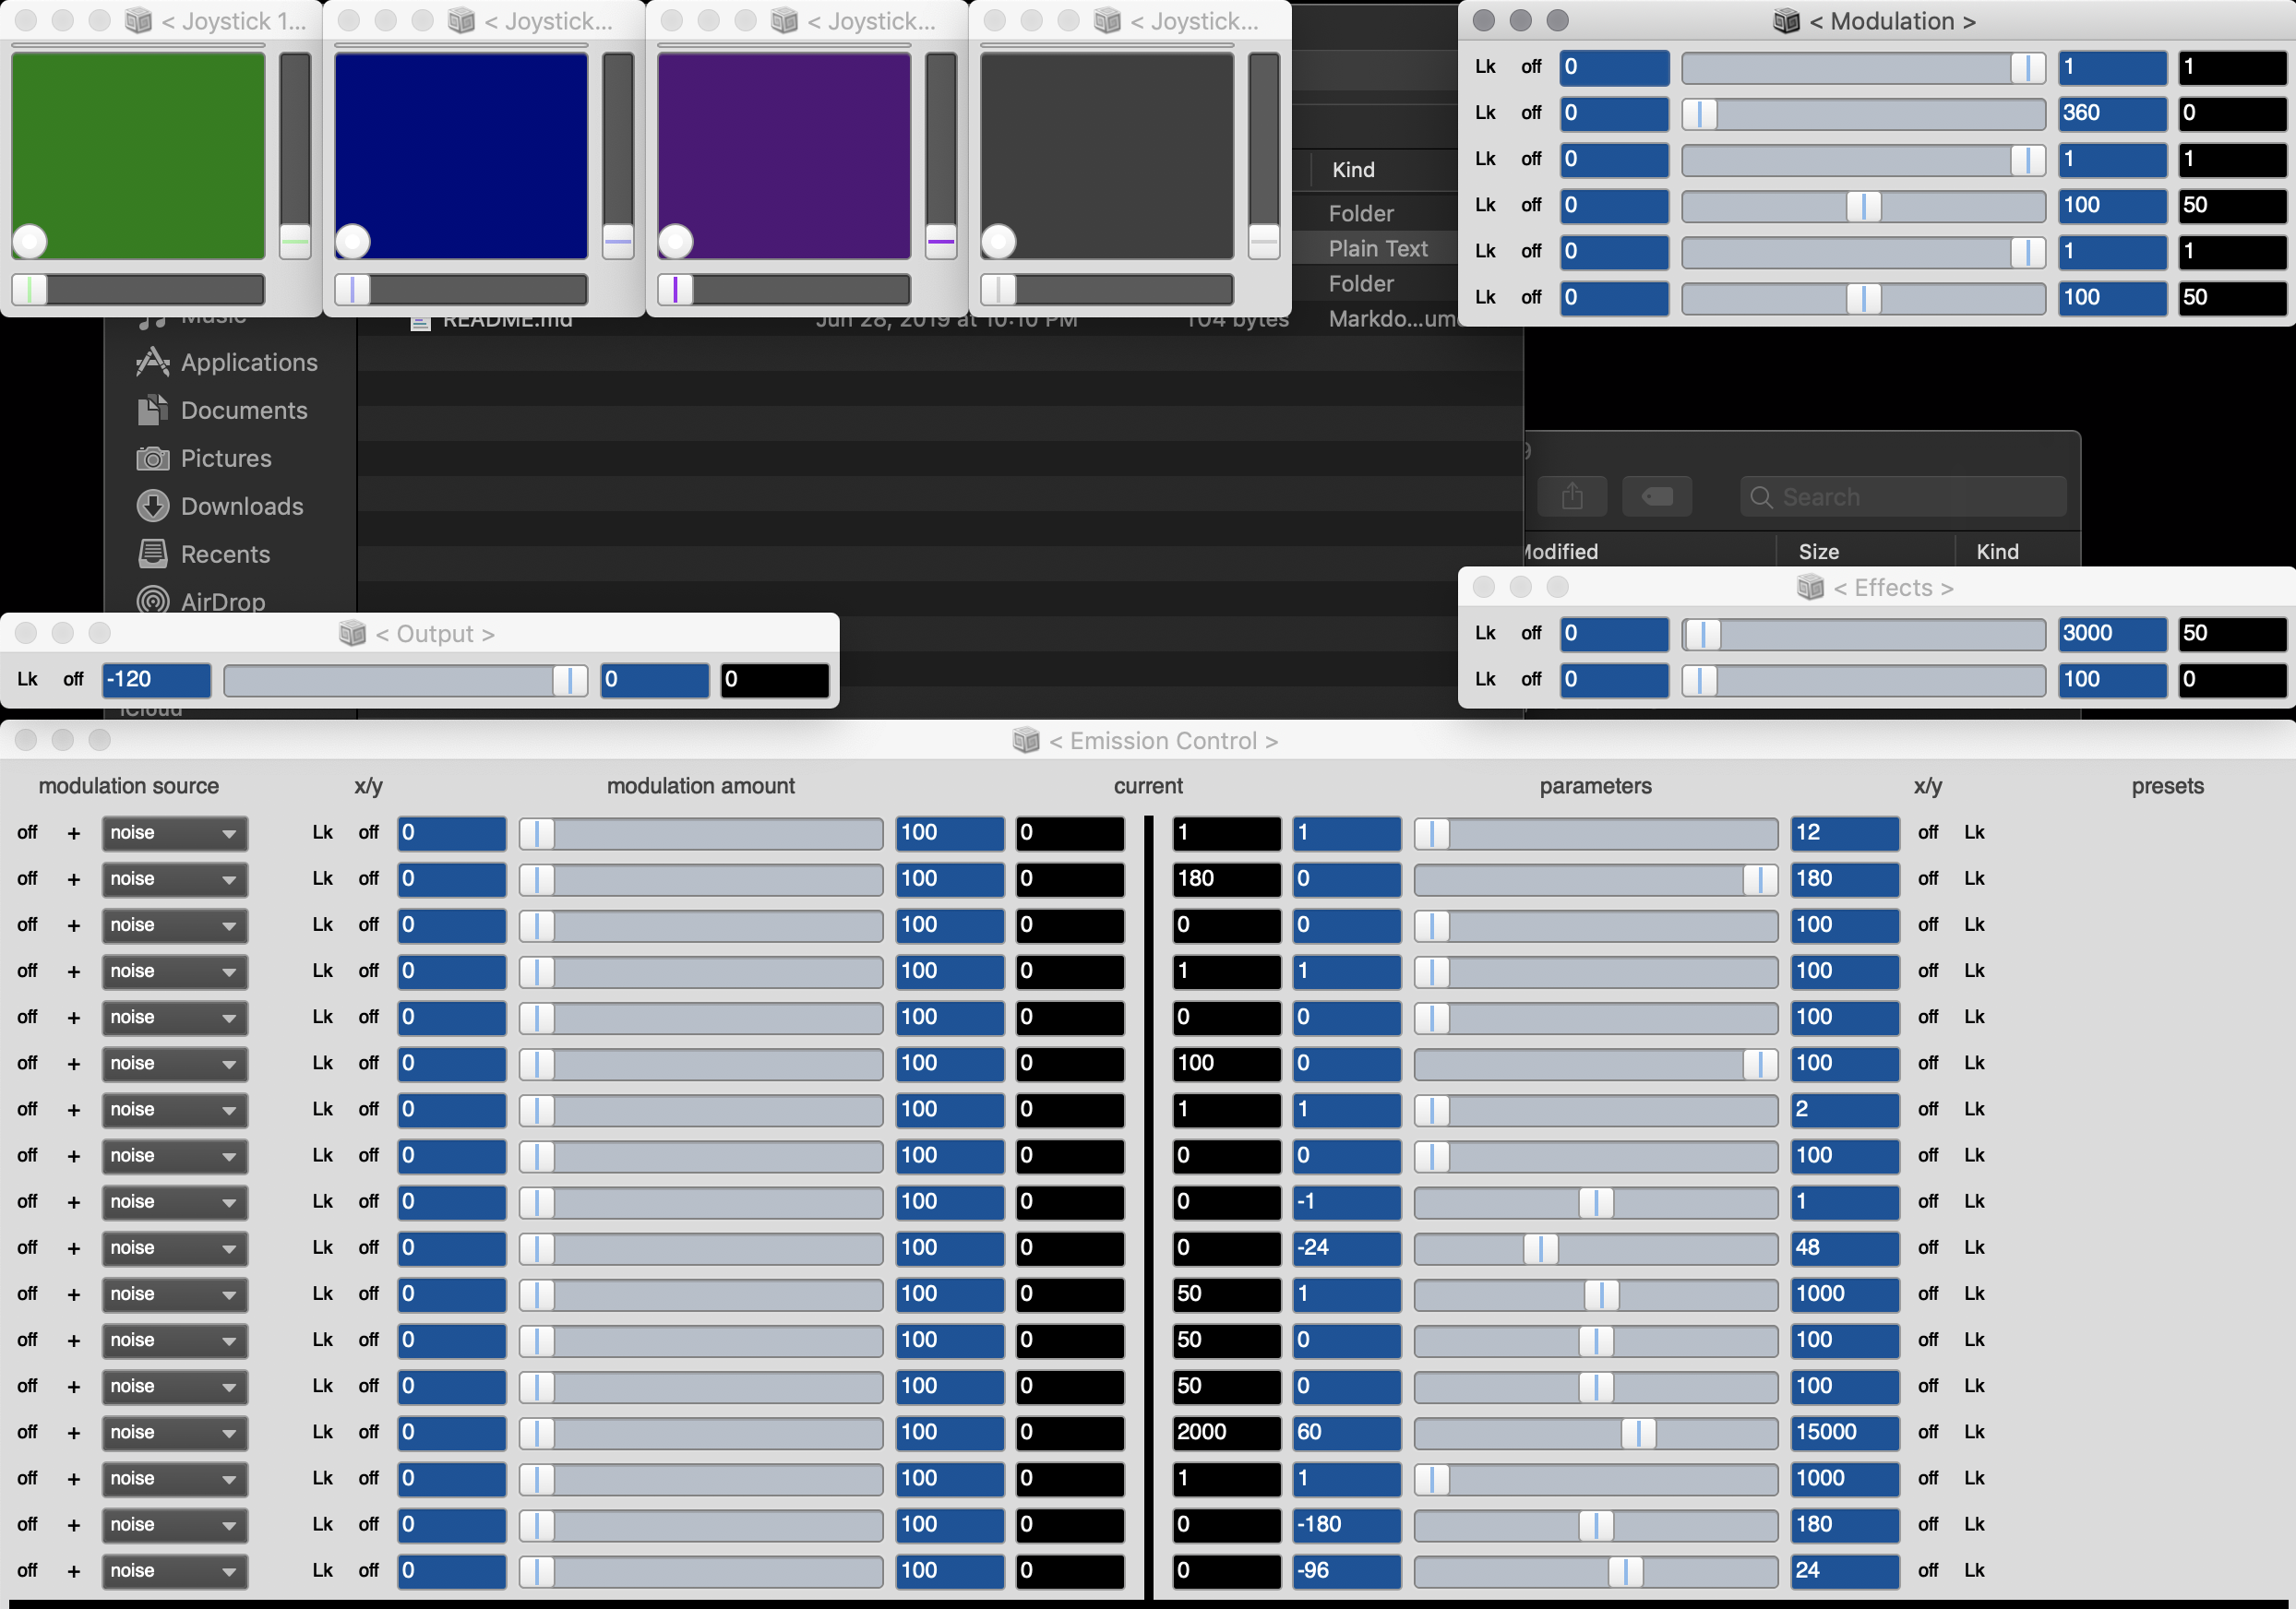 < Joystick 1... < Joystick... < Joystick... < Joystick... < Modulation >
Lk off 0 1 1
Lk off 0 360 0
Lk off 0 1 1
Lk off 0 100 50
Lk off 0 1 1
Lk off 0 100 50
Kind
Folder
Plain Text
Folder
Music README.md Jun 28, 2019 at 10:10 PM 104 bytes Markdo...um
Applications
Documents
Pictures
Downloads
Recents
AirDrop
iCloud
9
Search
Modified Size Kind
< Effects >
Lk off 0 3000 50
Lk off 0 100 0
< Output >
Lk off -120 0 0
< Emission Control >
modulation source x/y modulation amount current parameters x/y presets
off + noise Lk off 0 100 0 1 1 12 off Lk
off + noise Lk off 0 100 0 180 0 180 off Lk
off + noise Lk off 0 100 0 0 0 100 off Lk
off + noise Lk off 0 100 0 1 1 100 off Lk
off + noise Lk off 0 100 0 0 0 100 off Lk
off + noise Lk off 0 100 0 100 0 100 off Lk
off + noise Lk off 0 100 0 1 1 2 off Lk
off + noise Lk off 0 100 0 0 0 100 off Lk
off + noise Lk off 0 100 0 0 -1 1 off Lk
off + noise Lk off 0 100 0 0 -24 48 off Lk
off + noise Lk off 0 100 0 50 1 1000 off Lk
off + noise Lk off 0 100 0 50 0 100 off Lk
off + noise Lk off 0 100 0 50 0 100 off Lk
off + noise Lk off 0 100 0 2000 60 15000 off Lk
off + noise Lk off 0 100 0 1 1 1000 off Lk
off + noise Lk off 0 100 0 0 -180 180 off Lk
off + noise Lk off 0 100 0 0 -96 24 off Lk